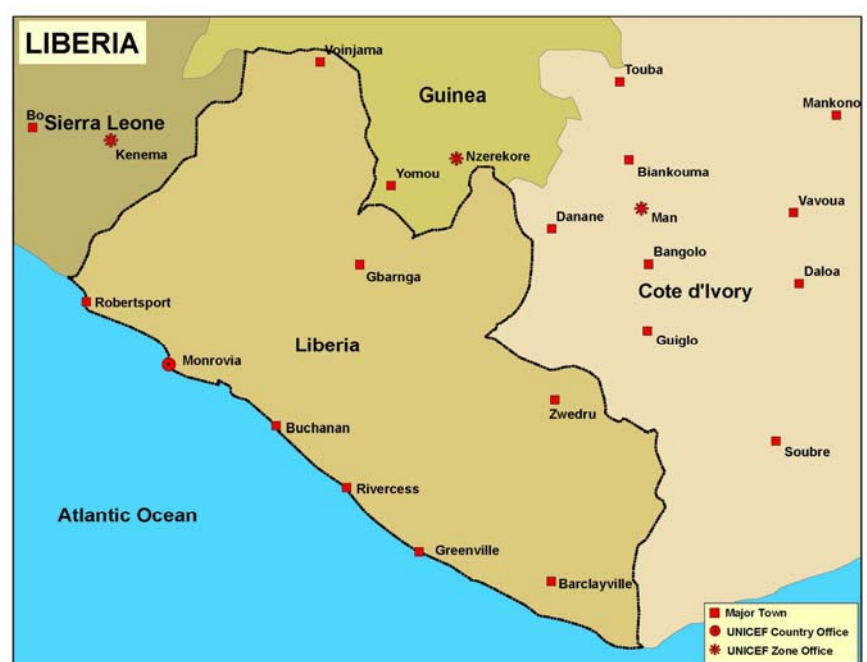 LIBERIA
Voinjama
Guinea
Touba
Mankono
Bo
Sierra Leone
Kenema
Nzerekore
Yomou
Biankouma
Man
Vavoua
Danane
Bangolo
Gbarnga
Daloa
Cote d'Ivory
Robertsport
Liberia
Guiglo
Monrovia
Zwedru
Buchanan
Soubre
Rivercess
Atlantic Ocean
Greenville
Barclayville
Major Town
UNICEF Country Office
UNICEF Zone Office